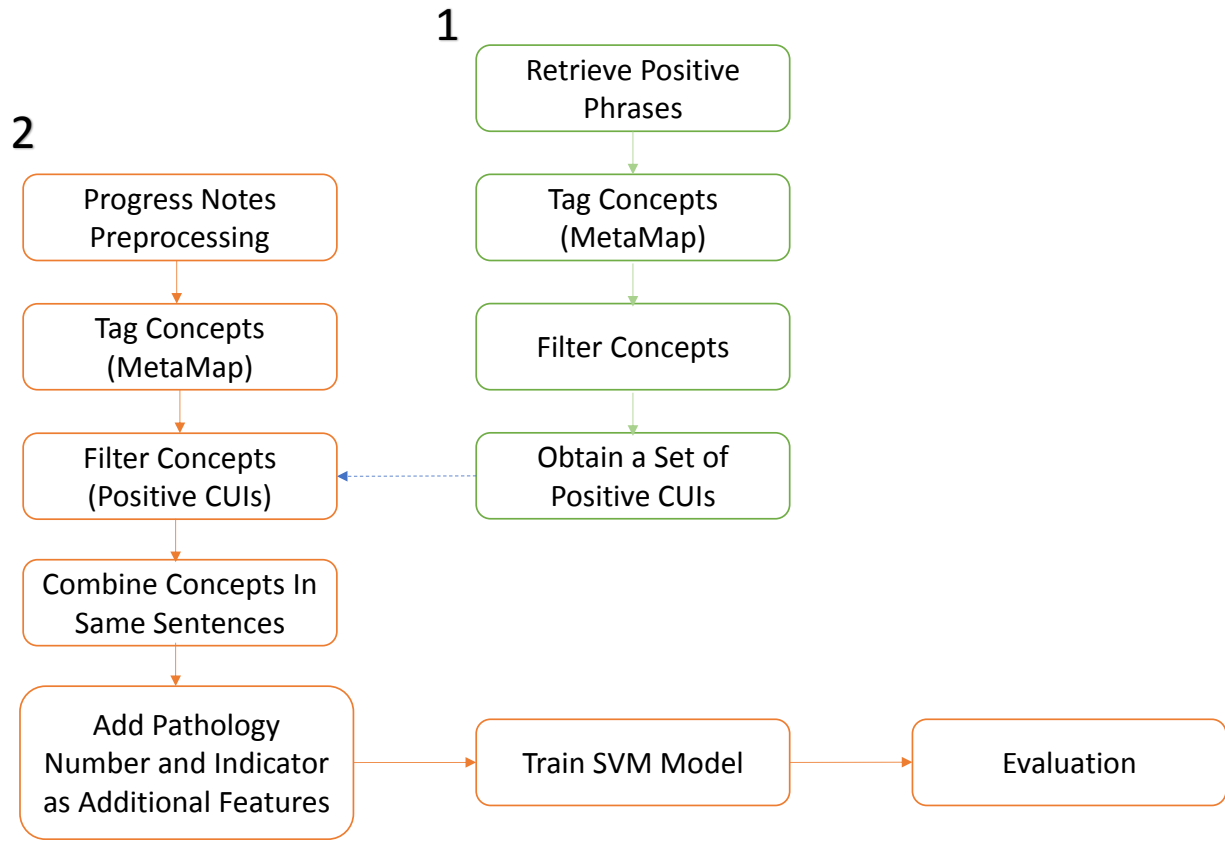 1
Retrieve Positive
Phrases
Tag Concepts
(MetaMap)
Filter Concepts
Obtain a Set of
Positive CUIs
2
Progress Notes
Preprocessing
Tag Concepts
(MetaMap)
Filter Concepts
(Positive CUIs)
Combine Concepts In
Same Sentences
Add Pathology
Number and Indicator
as Additional Features
Train SVM Model
Evaluation